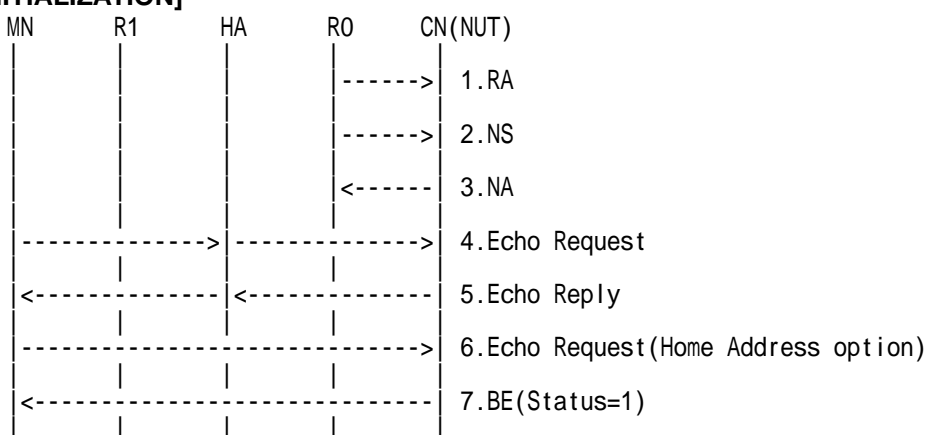 INITIALIZATION]
MN R1 HA R0 CN(NUT)
1.RA
2.NS
3.NA
4.Echo Request
5.Echo Reply
6.Echo Request(Home Address option)
7.BE(Status=1)